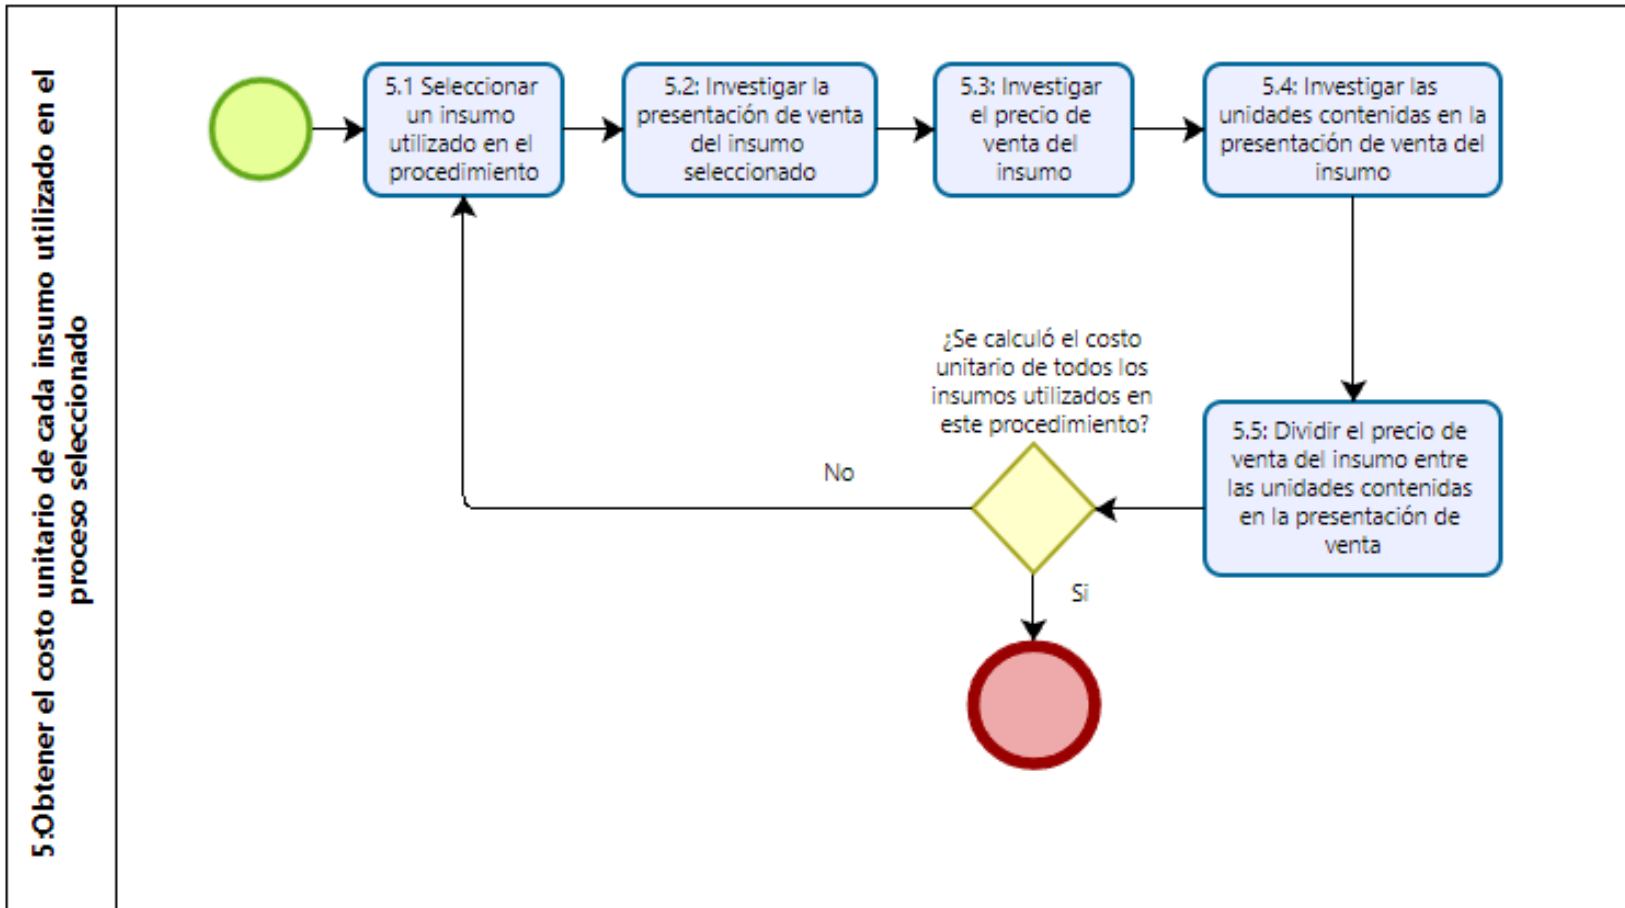 5:Obtener el costo unitario de cada insumo utilizado en el
proceso seleccionado
5.1 Seleccionar
un insumo
utilizado en el
procedimiento
5.2: Investigar la
presentación de venta
del insumo
seleccionado
5.3: Investigar
el precio de
venta del
insumo
5.4: Investigar las
unidades contenidas en la
presentación de venta del
insumo
5.5: Dividir el precio de
venta del insumo entre
las unidades contenidas
en la presentación de
venta
¿Se calculó el costo
unitario de todos los
insumos utilizados en
este procedimiento?
No
Si